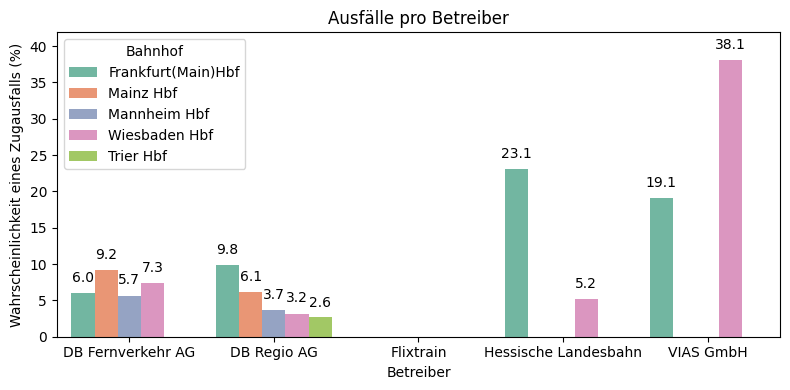 Ausfälle pro Betreiber
Wahrscheinlichkeit eines Zugausfalls (%)
40
35
30
25
20
15
10
5
0
Bahnhof
Frankfurt(Main)Hbf
Mainz Hbf
Mannheim Hbf
Wiesbaden Hbf
Trier Hbf
6.0
9.2
5.7
7.3
9.8
6.1
3.7
3.2
2.6
23.1
5.2
19.1
38.1
DB Fernverkehr AG
DB Regio AG
Flixtrain
Hessische Landesbahn
VIAS GmbH
Betreiber